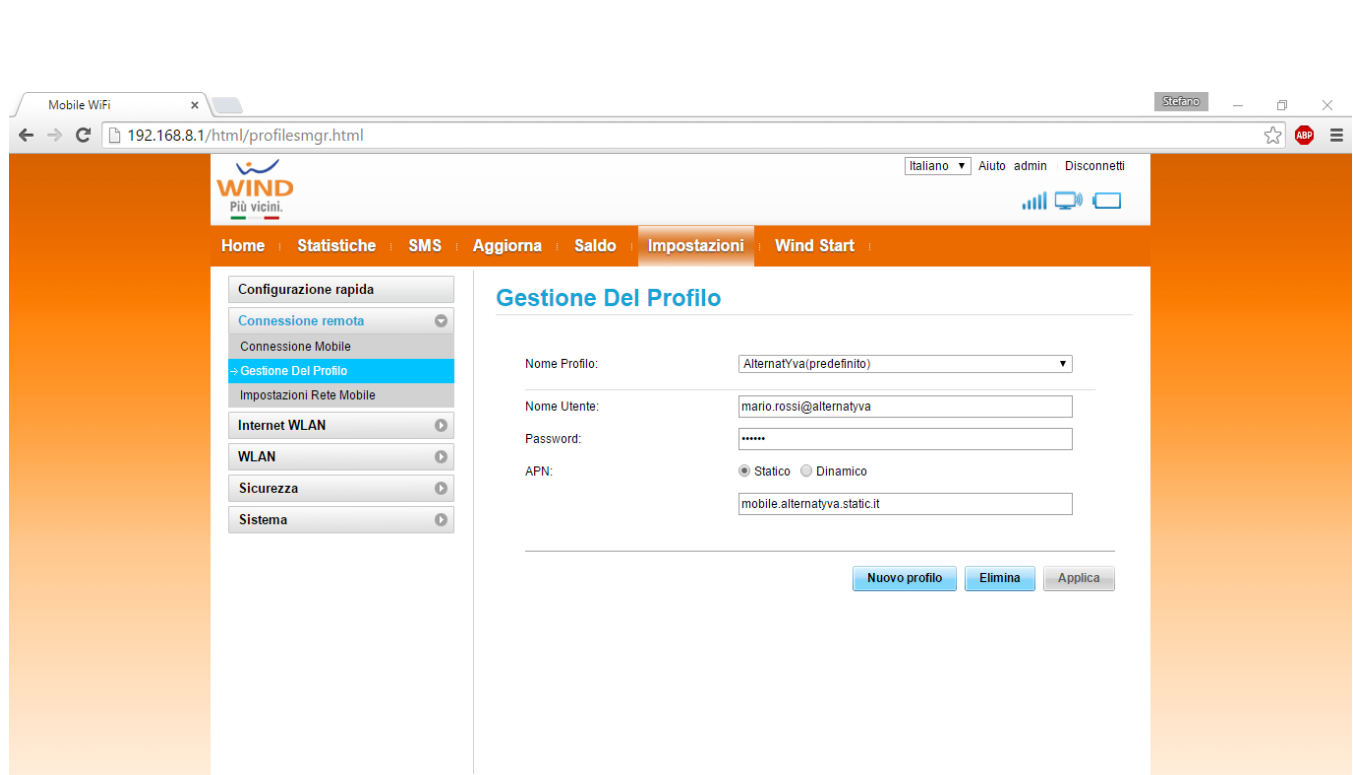 Mobile WiFi
Stefano
192.168.8.1/html/profilesmgr.html
ABP
WIND
Più vicini.
Italiano Aiuto admin Disconnetti
Home Statistiche SMS Aggiorna Saldo Impostazioni Wind Start
Configurazione rapida
Connessione remota
Connessione Mobile
Gestione Del Profilo
Impostazioni Rete Mobile
Internet WLAN
WLAN
Sicurezza
Sistema
Gestione Del Profilo
Nome Profilo: AlternatYva(predefinito)
Nome Utente: mario.rossi@alternatyva
Password: ••••••
APN: Statico Dinamico
mobile.alternatyva.static.it
Nuovo profilo Elimina Applica